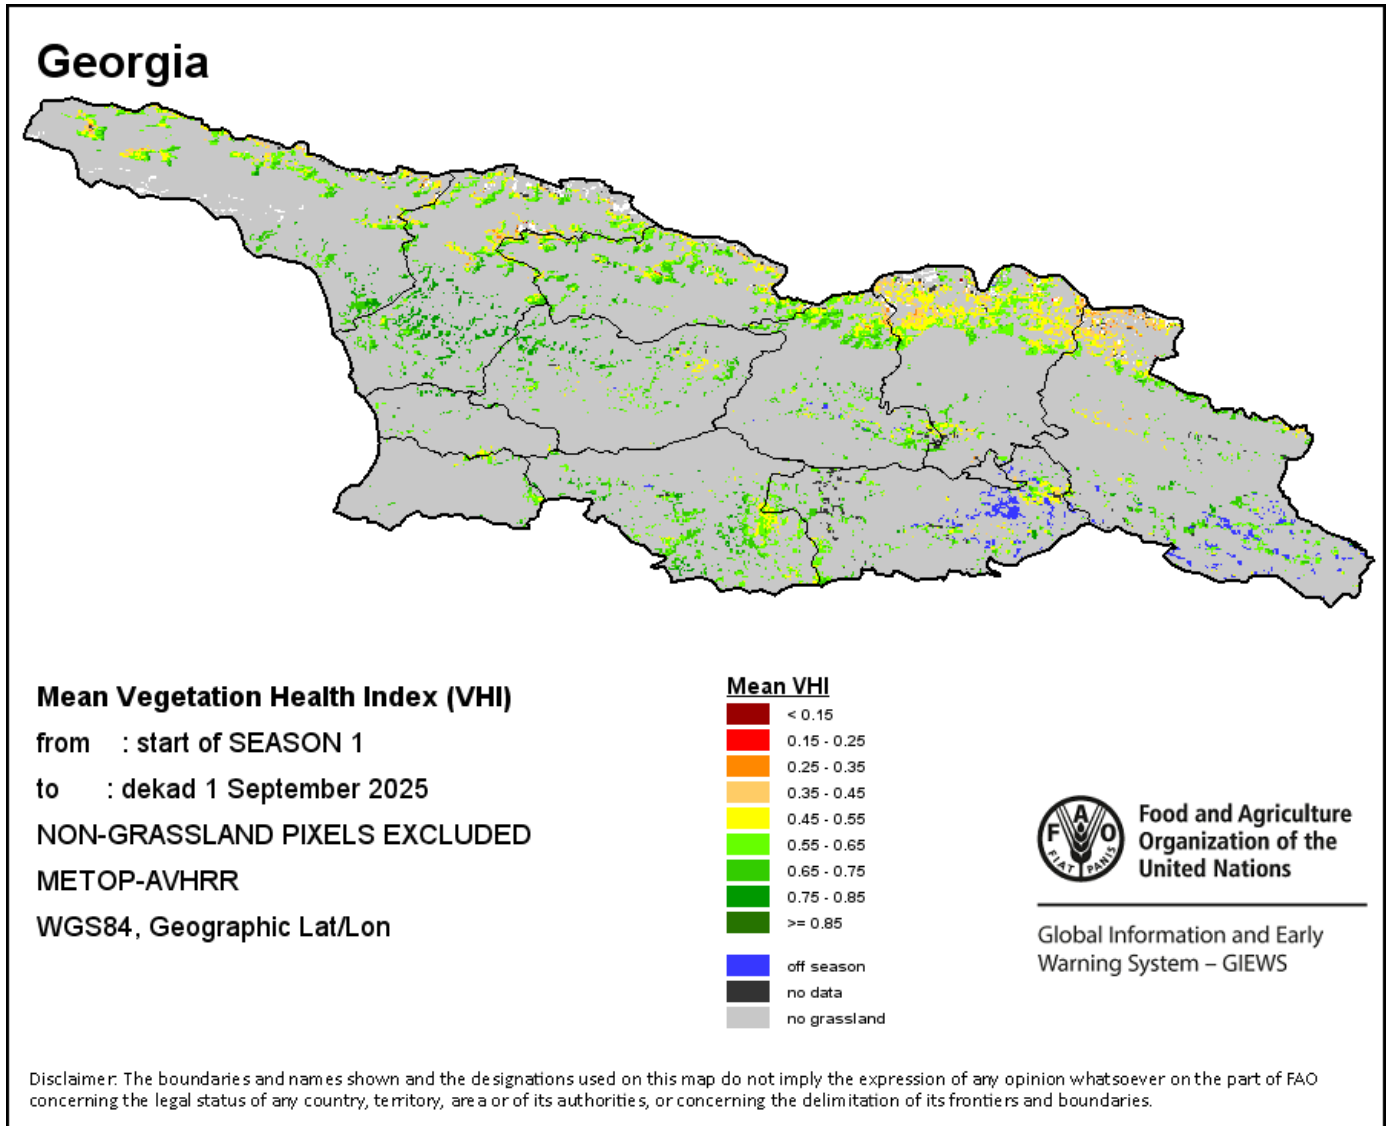 Georgia
Mean Vegetation Health Index (VHI)
from : start of SEASON 1
to : dekad 1 September 2025
NON-GRASSLAND PIXELS EXCLUDED
METOP-AVHRR
WGS84, Geographic Lat/Lon
Mean VHI
< 0.15
0.15 - 0.25
0.25 - 0.35
0.35 - 0.45
0.45 - 0.55
0.55 - 0.65
0.65 - 0.75
0.75 - 0.85
>= 0.85
off season
no data
no grassland
F A O
FIAT PANIS
Food and Agriculture
Organization of the
United Nations
Global Information and Early
Warning System – GIEWS
Disclaimer: The boundaries and names shown and the designations used on this map do not imply the expression of any opinion whatsoever on the part of FAO
concerning the legal status of any country, territory, area or of its authorities, or concerning the delimitation of its frontiers and boundaries.